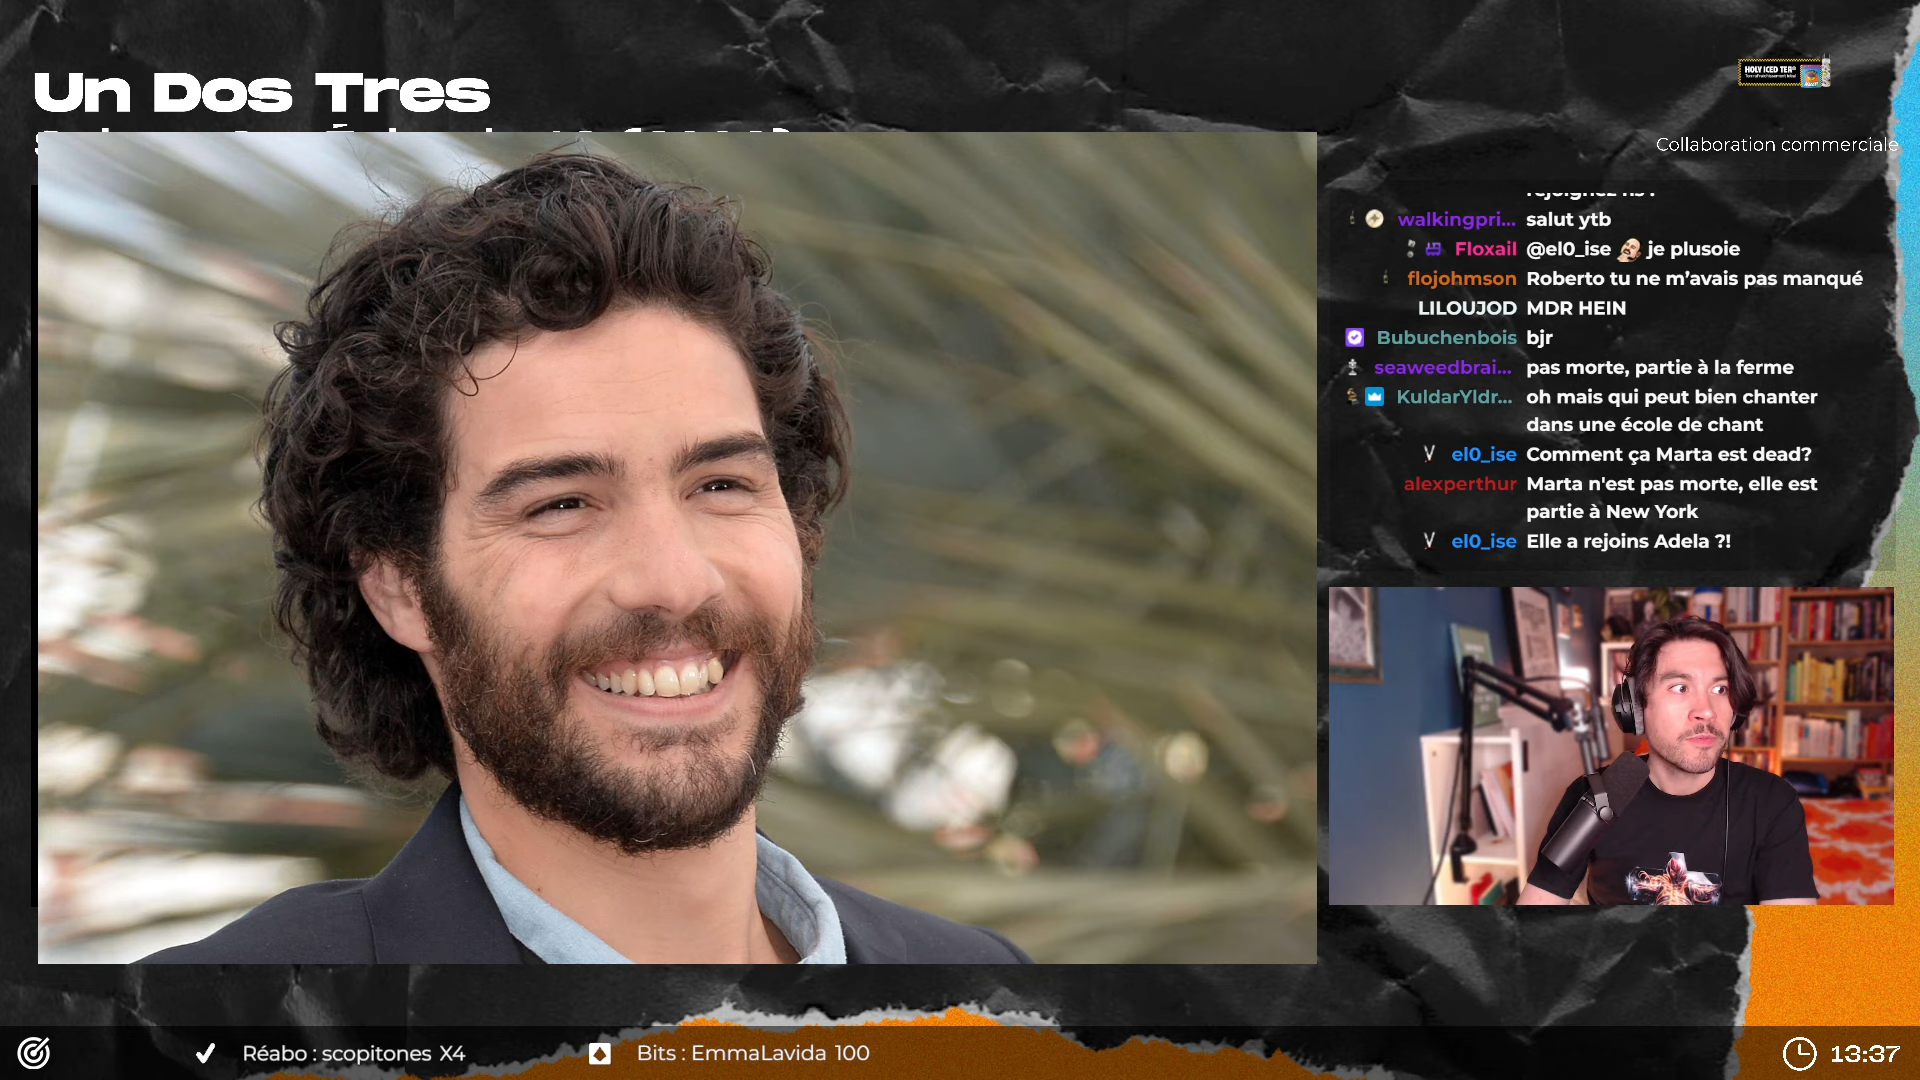 Un Dos Tres
HOLY ICED TEA
Collaboration commerciale
rejoignez ns !
walkingpri... salut ytb
Floxail @el0_ise je plusoie
flojohmson Roberto tu ne m'avais pas manqué
LILOUJOD MDR HEIN
Bubuchenbois bjr
seaweedbrai... pas morte, partie à la ferme
KuldarYldr... oh mais qui peut bien chanter
dans une école de chant
el0_ise Comment ça Marta est dead?
alexperthur Marta n'est pas morte, elle est
partie à New York
el0_ise Elle a rejoins Adela ?!
Réabo : scopitones X4
Bits : EmmaLavida 100
13:37